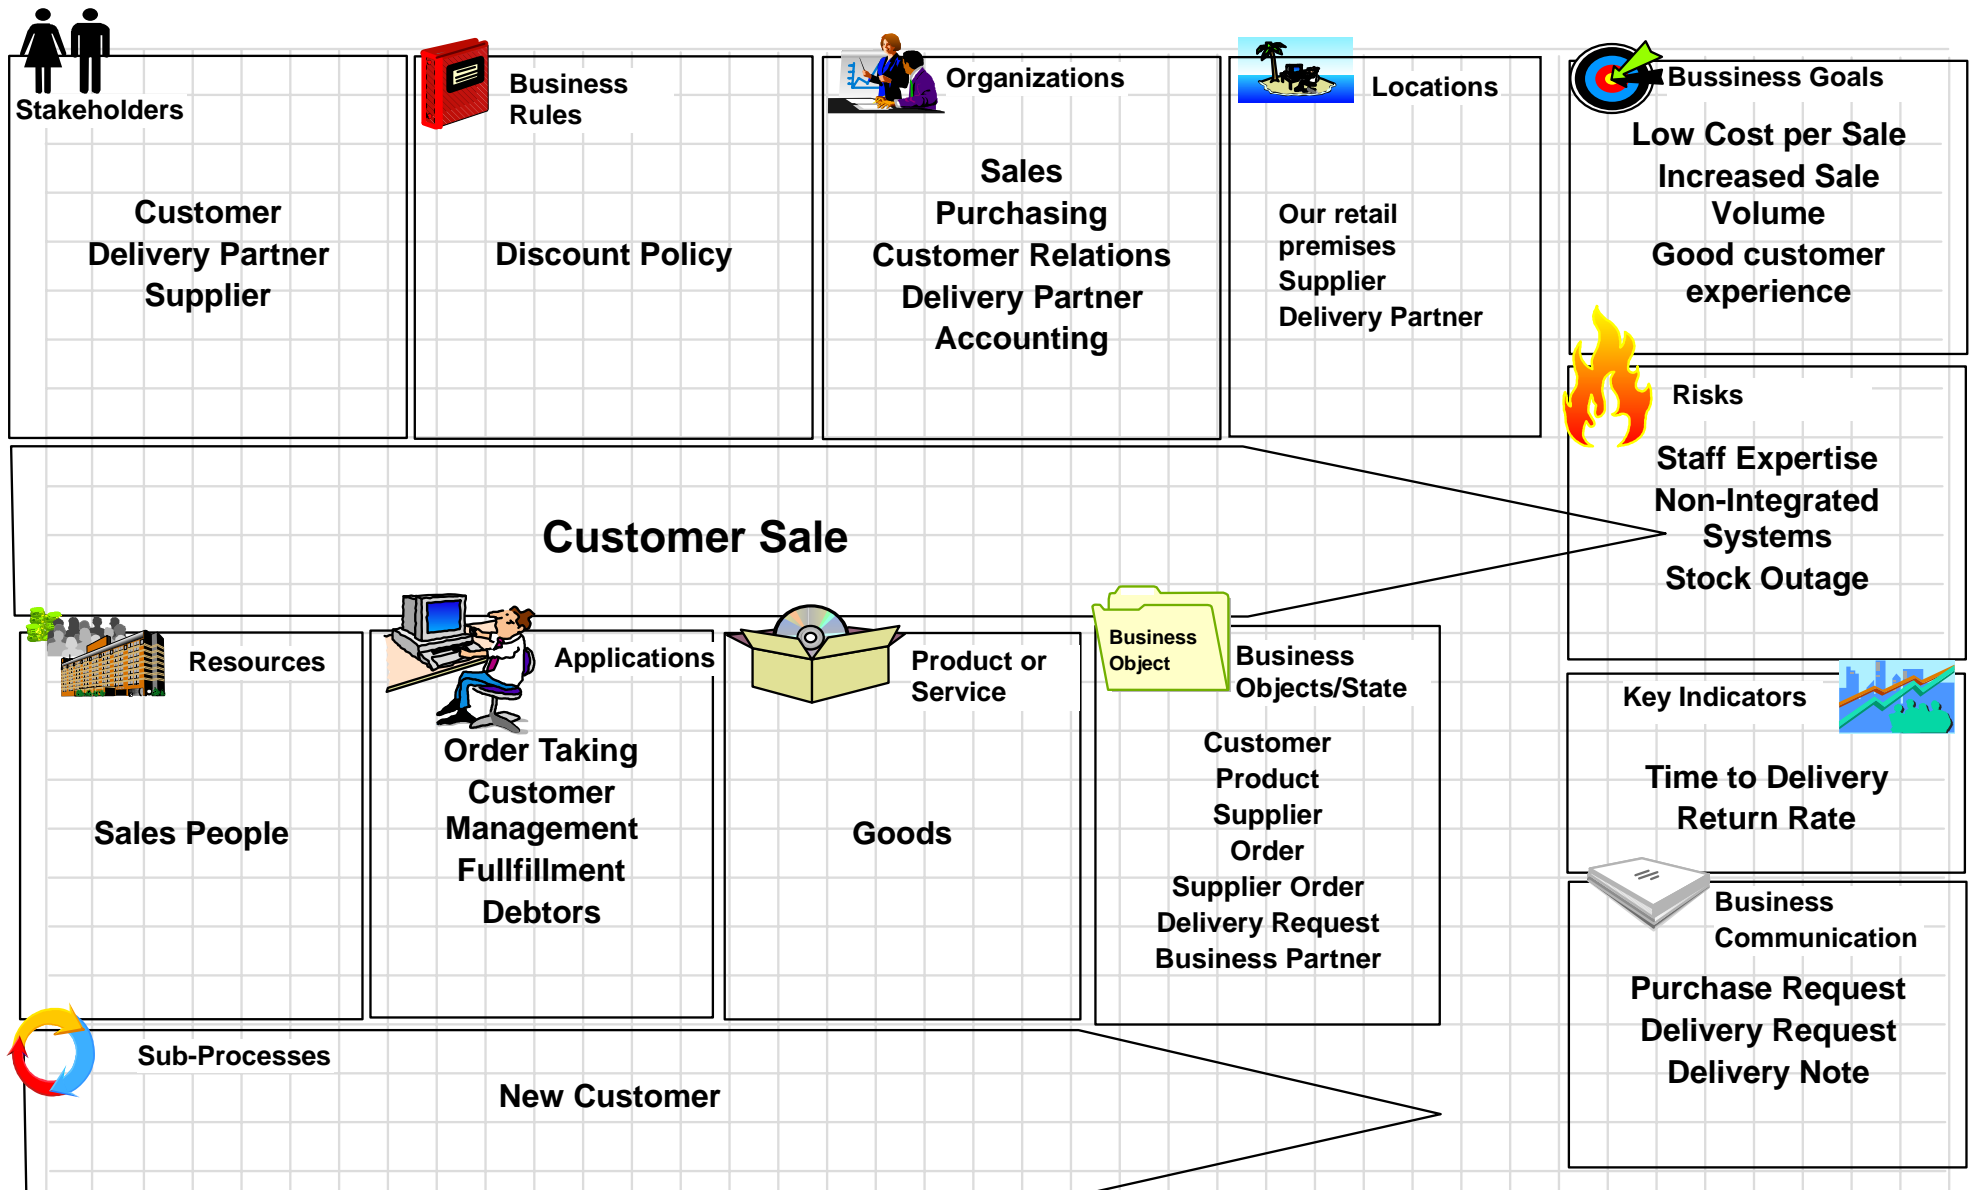 Stakeholders
Customer
Delivery Partner
Supplier
Business
Rules
Discount Policy
Organizations
Sales
Purchasing
Customer Relations
Delivery Partner
Accounting
Locations
Our retail
premises
Supplier
Delivery Partner
Bussiness Goals
Low Cost per Sale
Increased Sale
Volume
Good customer
experience
Risks
Staff Expertise
Non-Integrated
Systems
Stock Outage
Customer Sale
Resources
Sales People
Applications
Order Taking
Customer
Management
Fullfillment
Debtors
Product or
Service
Goods
Business
Object
Business
Objects/State
Customer
Product
Supplier
Order
Supplier Order
Delivery Request
Business Partner
Key Indicators
Time to Delivery
Return Rate
Business
Communication
Purchase Request
Delivery Request
Delivery Note
Sub-Processes
New Customer